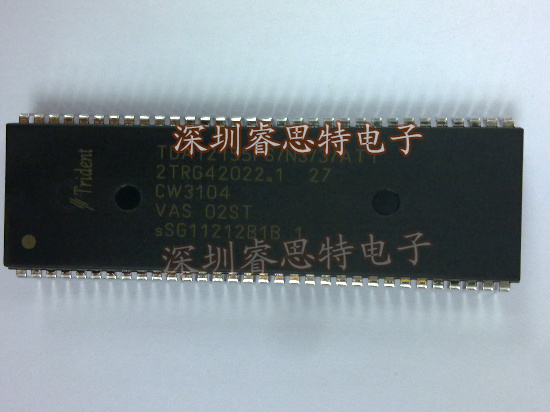 Trident
深圳睿思特电子
2TRG42022.1 27
CW3104
VAS 02ST
sSG11212B1B 1
深圳睿思特电子